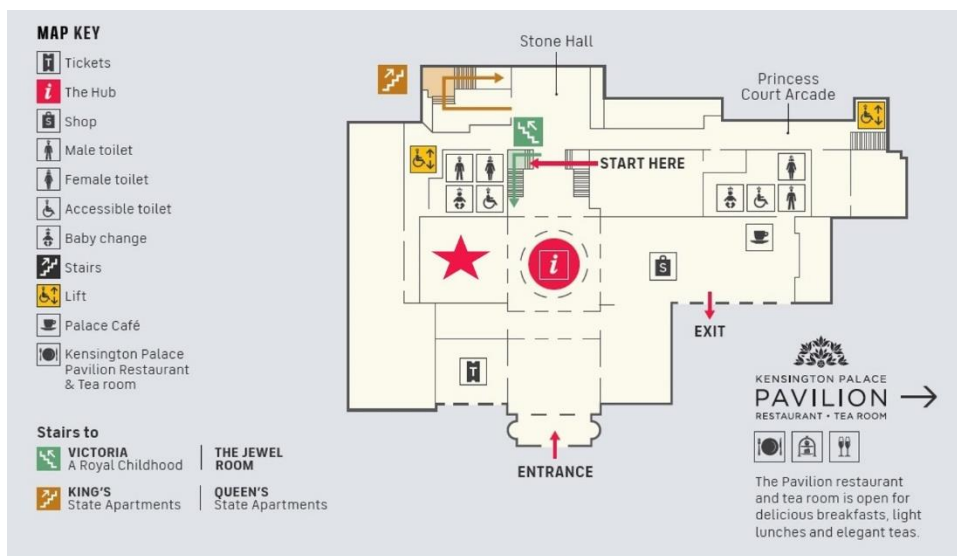 MAP KEY
Tickets
The Hub
Shop
Male toilet
Female toilet
Accessible toilet
Baby change
Stairs
Lift
Palace Café
Kensington Palace
Pavilion Restaurant
& Tea room
Stairs to
VICTORIA
A Royal Childhood
THE JEWEL
ROOM
KING'S
State Apartments
QUEEN'S
State Apartments
Stone Hall
Princess
Court Arcade
START HERE
EXIT
ENTRANCE
KENSINGTON PALACE
PAVILION
RESTAURANT • TEA ROOM
The Pavilion restaurant
and tea room is open for
delicious breakfasts, light
lunches and elegant teas.